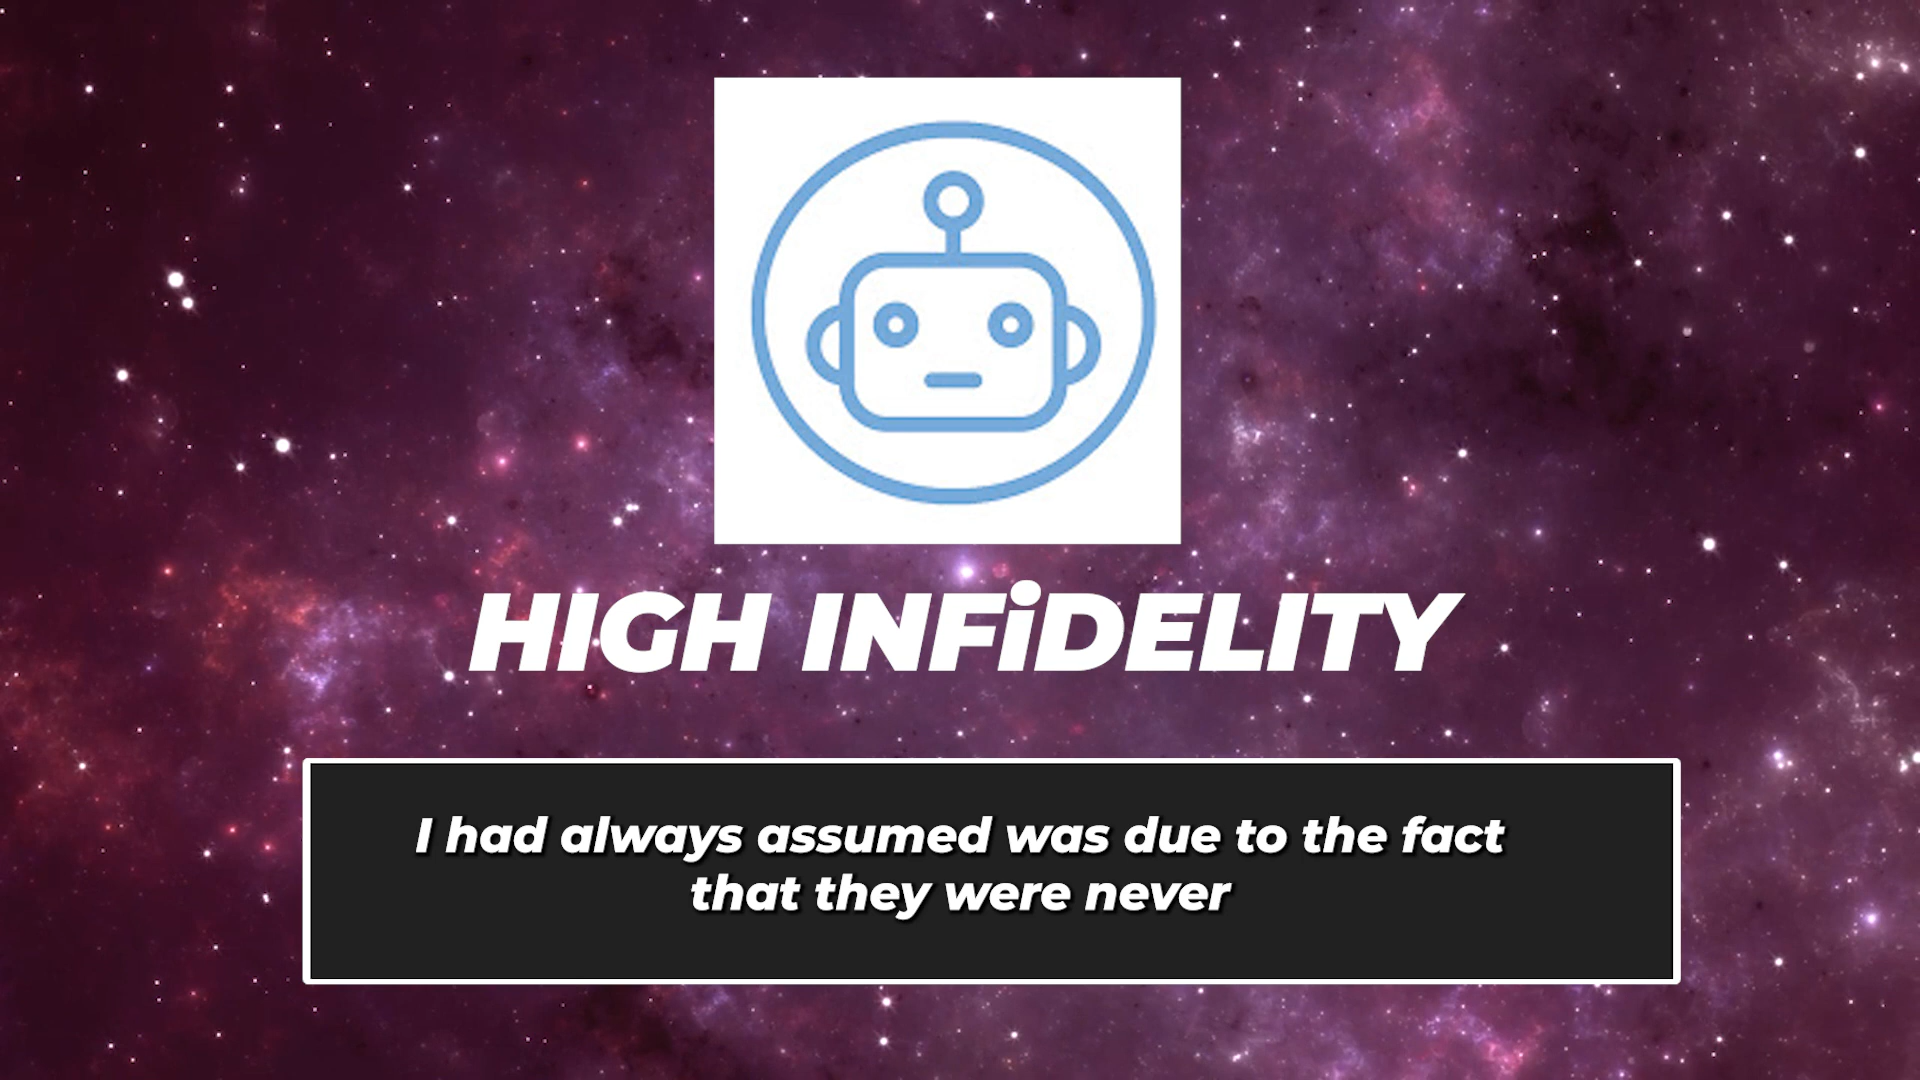 HIGH INFiDELITY
I had always assumed was due to the fact
that they were never